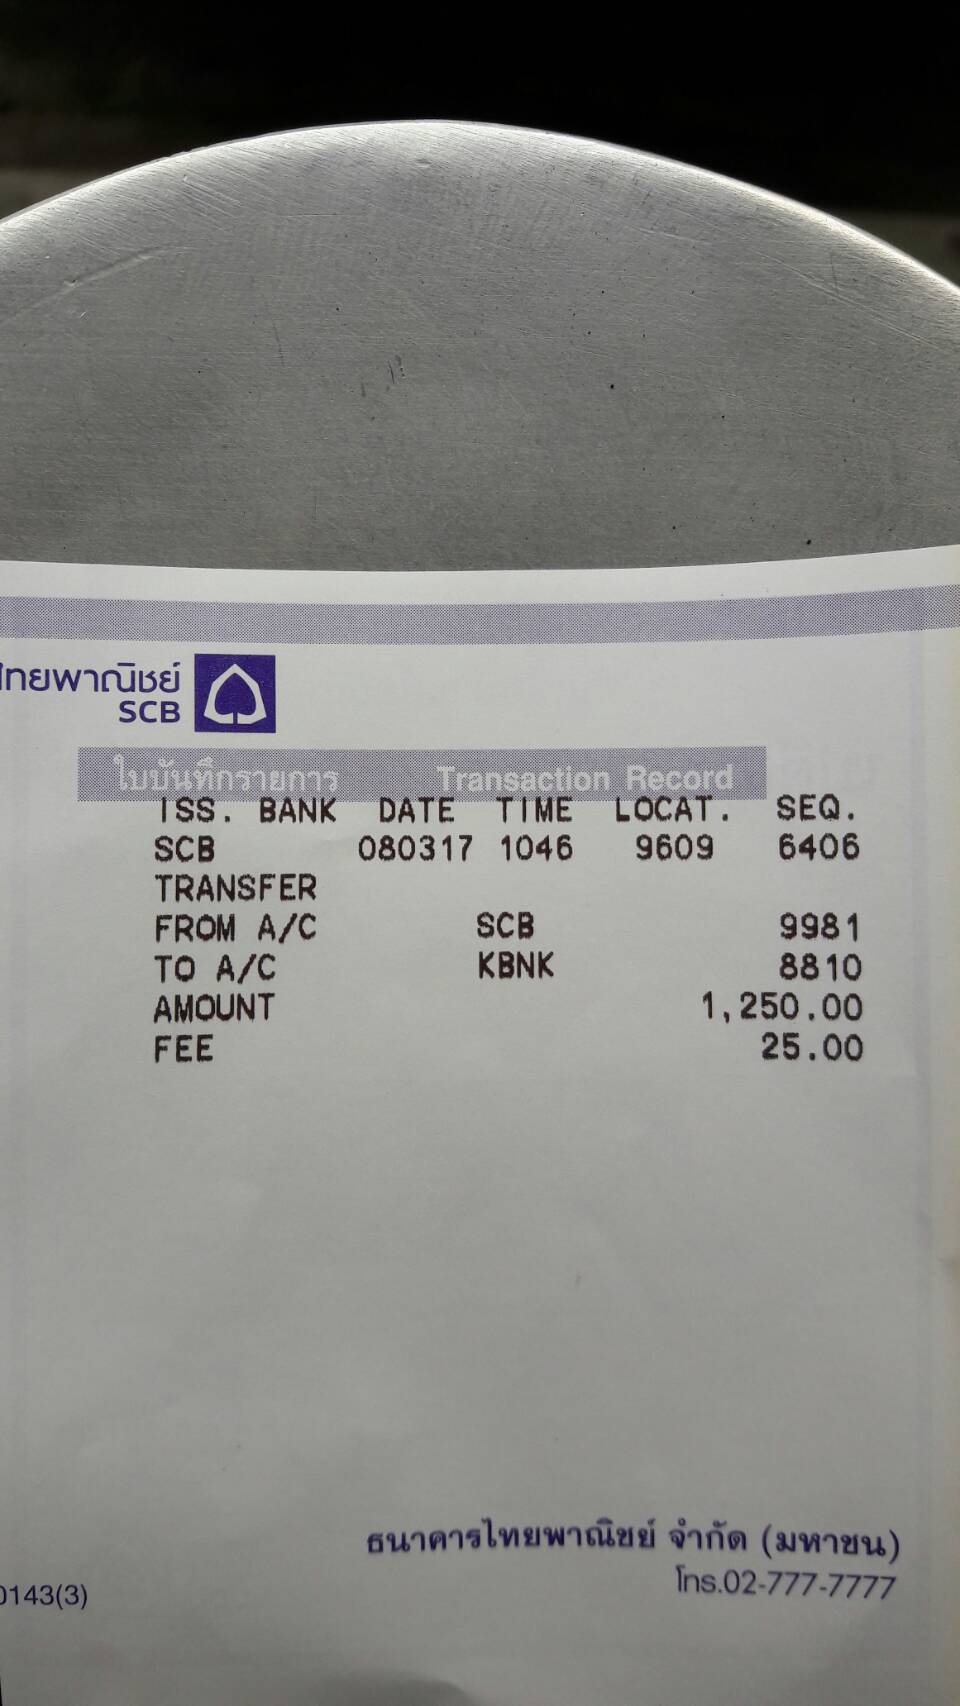 ไทยพาณิชย์
SCB
ใบบันทึกรายการ Transaction Record
ISS. BANK DATE TIME LOCAT. SEQ.
SCB 080317 1046 9609 6406
TRANSFER
FROM A/C SCB 9981
TO A/C KBNK 8810
AMOUNT 1,250.00
FEE 25.00
ธนาคารไทยพาณิชย์ จำกัด (มหาชน)
โทร.02-777-7777
0143(3)